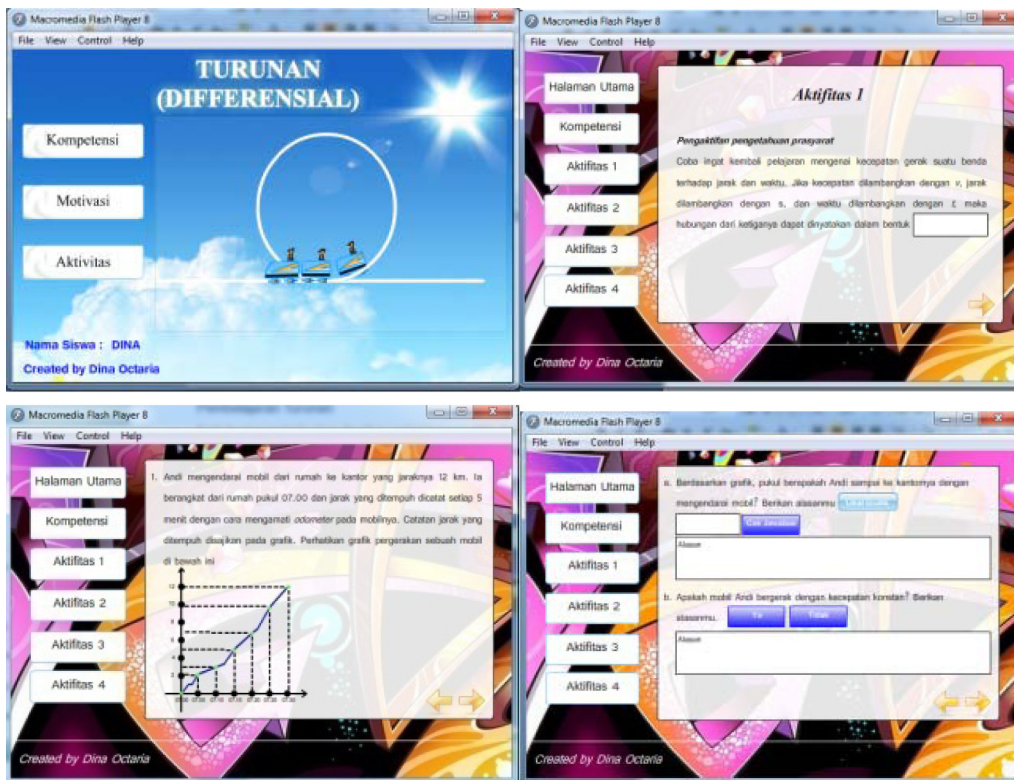 Macromedia Flash Player 8
File View Control Help
TURUNAN
(DIFFERENSIAL)
Kompetensi
Motivasi
Aktivitas
Nama Siswa : DINA
Created by Dina Octaria
Macromedia Flash Player 8
File View Control Help
Halaman Utama
Kompetensi
Aktifitas 1
Aktifitas 2
Aktifitas 3
Aktifitas 4
Aktifitas 1
Pengaktifan pengetahuan prasyarat
Coba ingat kembali pelajaran mengenai kecepatan gerak suatu benda
terhadap jarak dan waktu. Jika kecepatan dilambangkan dengan v, jarak
dilambangkan dengan s, dan waktu dilambangkan dengan t, maka
hubungan dari ketiganya dapat dinyatakan dalam bentuk
Created by Dina Octaria
Macromedia Flash Player 8
File View Control Help
Halaman Utama
Kompetensi
Aktifitas 1
Aktifitas 2
Aktifitas 3
Aktifitas 4
1. Andi mengendarai mobil dari rumah ke kantor yang jaraknya 12 km. Ia
berangkat dari rumah pukul 07.00 dan jarak yang ditempuh dicatat setiap 5
menit dengan cara mengamati odometer pada mobilnya. Catatan jarak yang
ditempuh disajikan pada grafik. Perhatikan grafik pergerakan sebuah mobil
di bawah ini
12
10
8
6
4
2
Created by Dina Octaria
Macromedia Flash Player 8
File View Control Help
Halaman Utama
Kompetensi
Aktifitas 1
Aktifitas 2
Aktifitas 3
Aktifitas 4
a. Berdasarkan grafik, pukul berapakah Andi sampai ke kantornya dengan
mengendarai mobil? Berikan alasanmu
Cek Jawaban
Alasan
b. Apakah mobil Andi bergerak dengan kecepatan konstan? Berikan
alasanmu.
Ya
Tidak
Alasan
Created by Dina Octaria